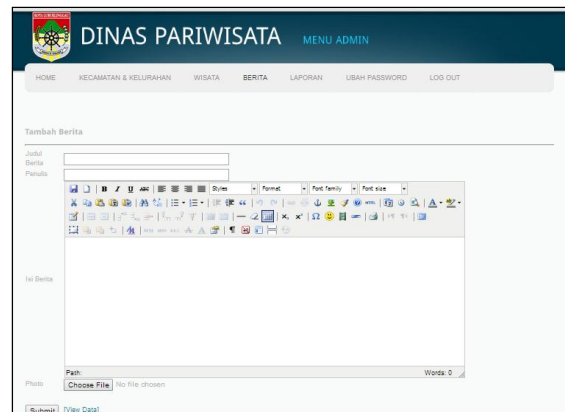 DINAS PARIWISATA MENU ADMIN
HOME KECAMATAN & KELURAHAN WISATA BERITA LAPORAN UBAH PASSWORD LOG OUT
Tambah Berita
Judul
Berita
Penulis
Styles Format Font family Font size
Isi Berita
Path: Words: 0
Photo Choose File No file chosen
Submit [View Data]